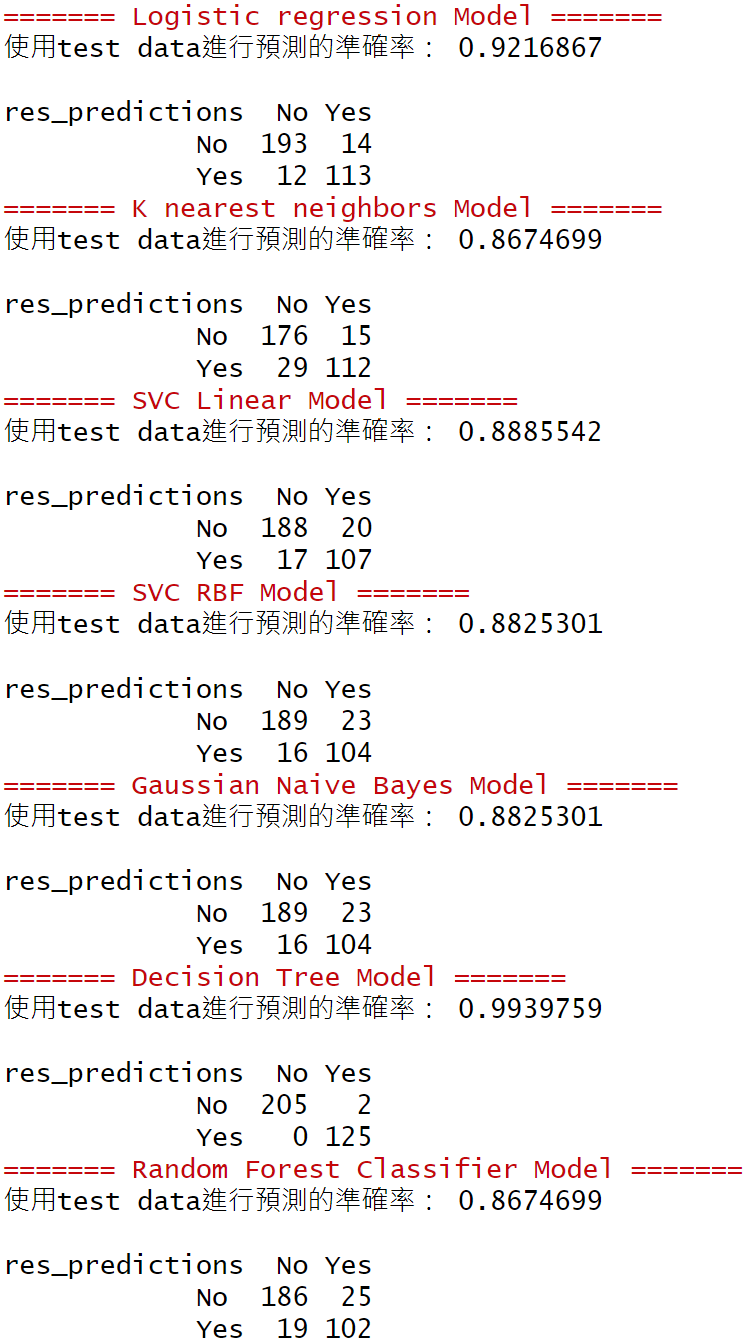 ======= Logistic regression Model =======
使用test data進行預測的準確率： 0.9216867
res_predictions No Yes
No 193 14
Yes 12 113
======= K nearest neighbors Model =======
使用test data進行預測的準確率： 0.8674699
res_predictions No Yes
No 176 15
Yes 29 112
======= SVC Linear Model =======
使用test data進行預測的準確率： 0.8885542
res_predictions No Yes
No 188 20
Yes 17 107
======= SVC RBF Model =======
使用test data進行預測的準確率： 0.8825301
res_predictions No Yes
No 189 23
Yes 16 104
======= Gaussian Naive Bayes Model =======
使用test data進行預測的準確率： 0.8825301
res_predictions No Yes
No 189 23
Yes 16 104
======= Decision Tree Model =======
使用test data進行預測的準確率： 0.9939759
res_predictions No Yes
No 205 2
Yes 0 125
======= Random Forest Classifier Model =======
使用test data進行預測的準確率： 0.8674699
res_predictions No Yes
No 186 25
Yes 19 102